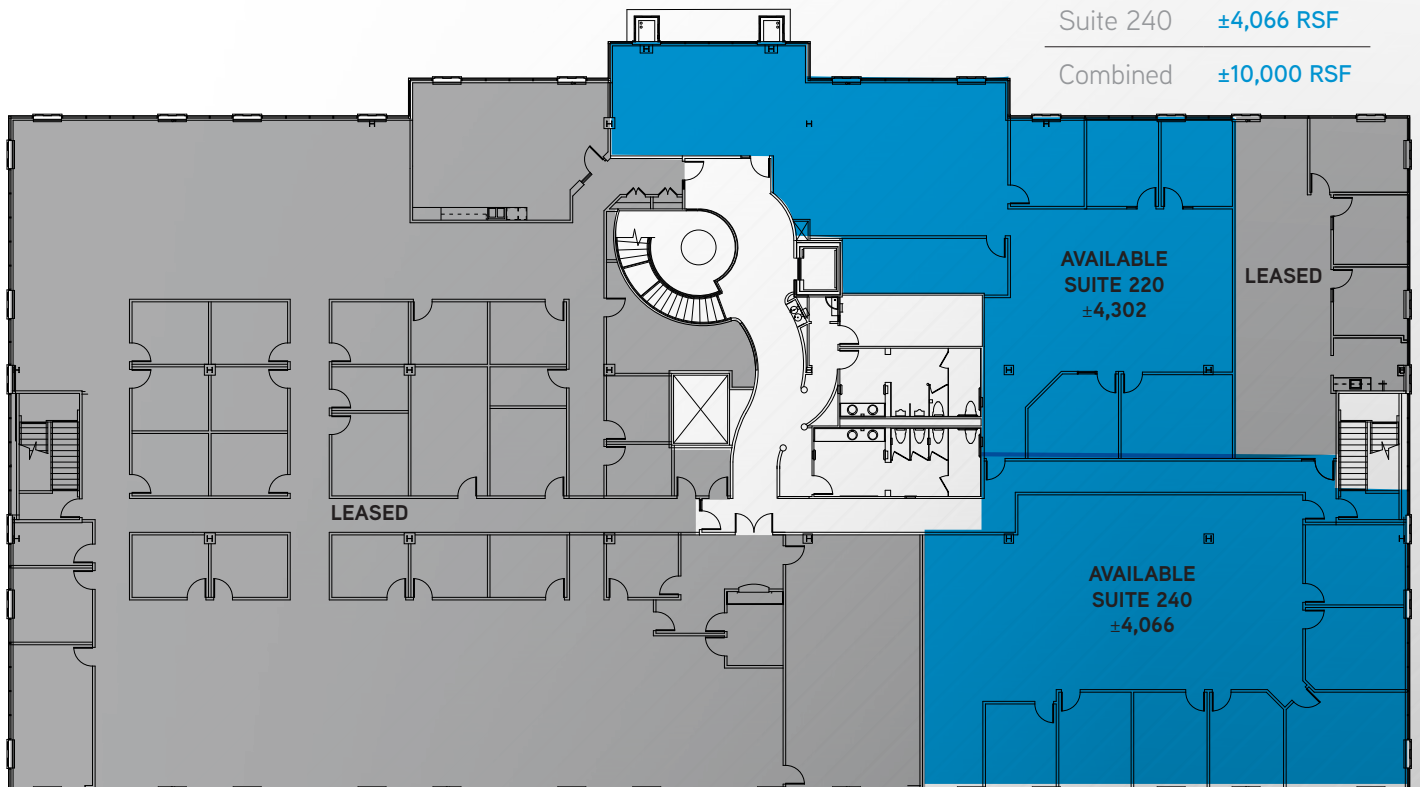 Suite 240 ±4,066 RSF
Combined ±10,000 RSF
AVAILABLE
SUITE 220
±4,302
LEASED
LEASED
AVAILABLE
SUITE 240
±4,066